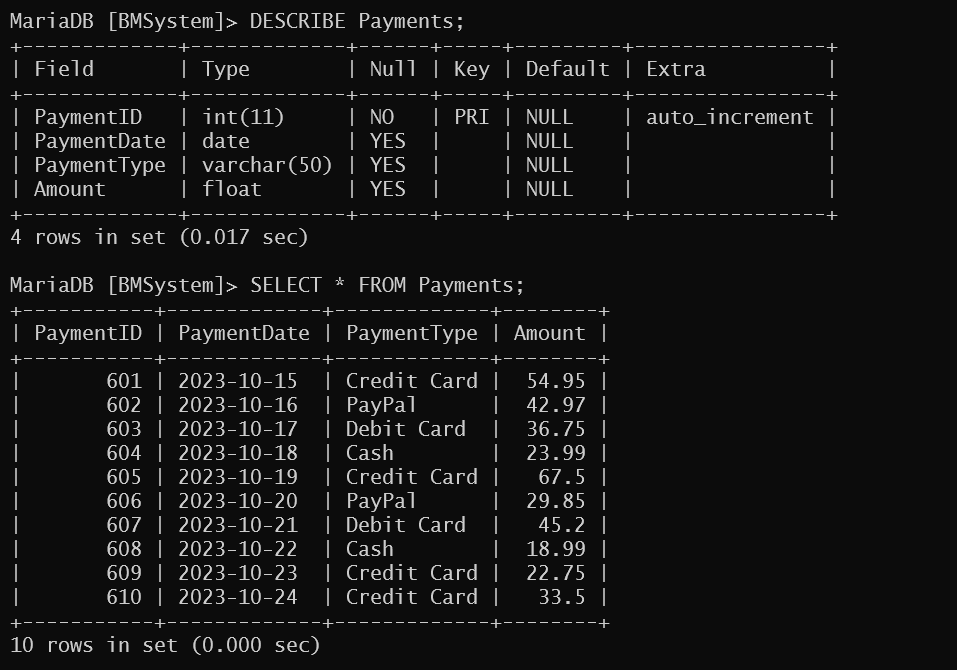 MariaDB [BMSystem]> DESCRIBE Payments;
+-------------+-------------+------+-----+---------+----------------+
| Field       | Type        | Null | Key | Default | Extra          |
+-------------+-------------+------+-----+---------+----------------+
| PaymentID   | int(11)     | NO   | PRI | NULL    | auto_increment |
| PaymentDate | date        | YES  |     | NULL    |                |
| PaymentType | varchar(50) | YES  |     | NULL    |                |
| Amount      | float       | YES  |     | NULL    |                |
+-------------+-------------+------+-----+---------+----------------+
4 rows in set (0.017 sec)

MariaDB [BMSystem]> SELECT * FROM Payments;
+-----------+-------------+-------------+--------+
| PaymentID | PaymentDate | PaymentType | Amount |
+-----------+-------------+-------------+--------+
|       601 | 2023-10-15  | Credit Card |  54.95 |
|       602 | 2023-10-16  | PayPal      |  42.97 |
|       603 | 2023-10-17  | Debit Card  |  36.75 |
|       604 | 2023-10-18  | Cash        |  23.99 |
|       605 | 2023-10-19  | Credit Card |   67.5 |
|       606 | 2023-10-20  | PayPal      |  29.85 |
|       607 | 2023-10-21  | Debit Card  |   45.2 |
|       608 | 2023-10-22  | Cash        |  18.99 |
|       609 | 2023-10-23  | Credit Card |  22.75 |
|       610 | 2023-10-24  | Credit Card |   33.5 |
+-----------+-------------+-------------+--------+
10 rows in set (0.000 sec)